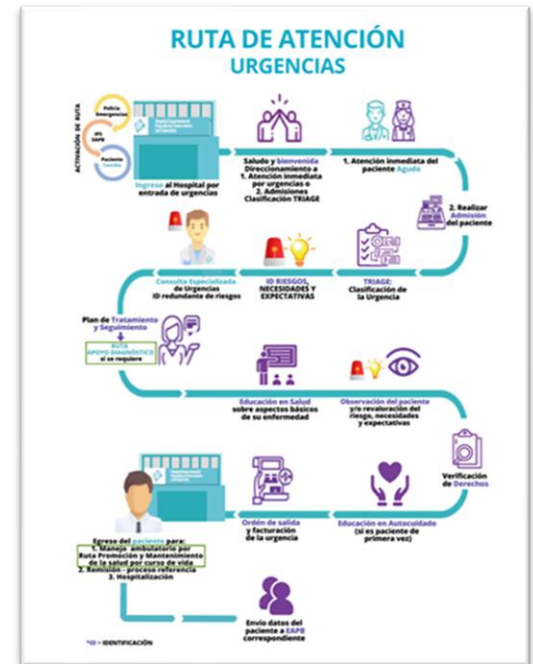 RUTA DE ATENCIÓN
URGENCIAS
ACTIVACIÓN DE RUTA
Policía
Emergencias
IPS
EAPB
Paciente
Familia
Ingreso al Hospital por
entrada de urgencias
Saludo y bienvenida
Direccionamiento a
1. Atención inmediata
por urgencias o
2. Admisiones
Clasificación TRIAGE
1. Atención inmediata del
paciente Agudo
2. Realizar
Admisión
del paciente
TRIAGE:
Clasificación de
la Urgencia
ID RIESGOS,
NECESIDADES Y
EXPECTATIVAS
Consulta Especializada
de Urgencias
ID redundante de riesgos
Plan de Tratamiento
y Seguimiento
RUTA
APOYO DIAGNÓSTICO
si se requiere
Educación en Salud
sobre aspectos básicos
de su enfermedad
Observación del paciente
y/o revaloración del
riesgo, necesidades
y expectativas
Verificación
de Derechos
Educación en Autocuidado
(si es paciente de
primera vez)
Ordén de salida
y facturación
de la urgencia
Egreso del paciente para:
1. Manejo ambulatorio por
Ruta Promoción y Mantenimiento
de la salud por curso de vida
2. Remisión - proceso referencia
3. Hospitalización
Envío datos del
paciente a EAPB
correspondiente
*ID = IDENTIFICACIÓN